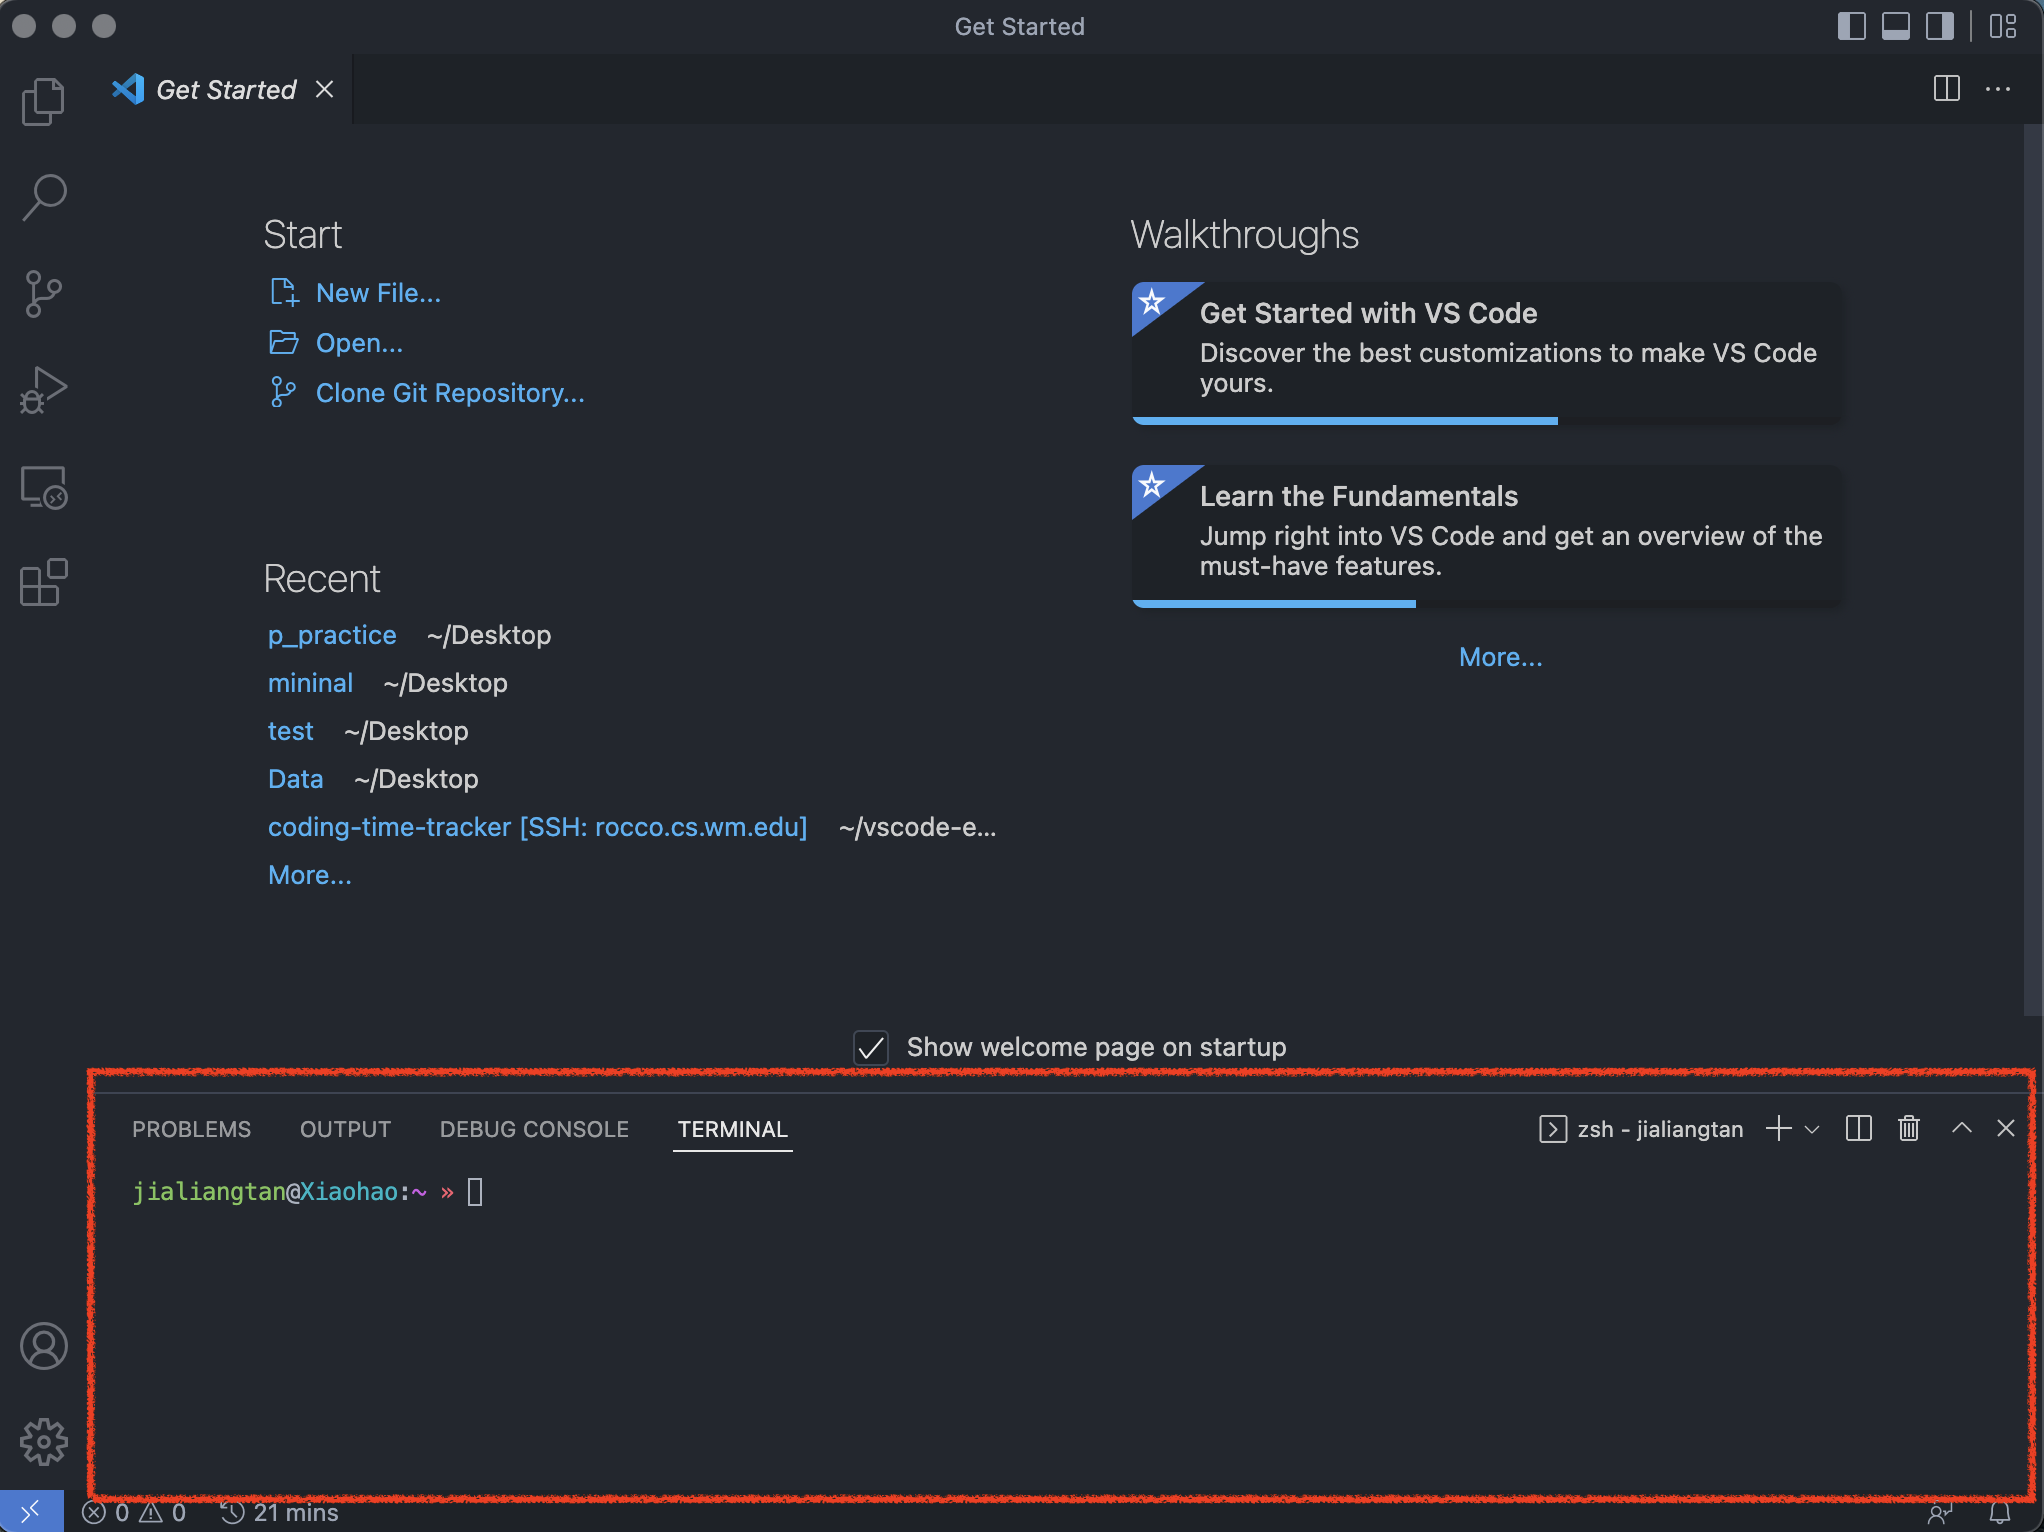 Get Started
Get Started
Start
New File...
Open...
Clone Git Repository...
Recent
p_practice ~/Desktop
mininal ~/Desktop
test ~/Desktop
Data ~/Desktop
coding-time-tracker [SSH: rocco.cs.wm.edu] ~/vscode-e...
More...
Walkthroughs
Get Started with VS Code
Discover the best customizations to make VS Code
yours.
Learn the Fundamentals
Jump right into VS Code and get an overview of the
must-have features.
More...
Show welcome page on startup
PROBLEMS OUTPUT DEBUG CONSOLE TERMINAL zsh - jialiangtan
jialiangtan@Xiaohao:~ »
0 0 21 mins